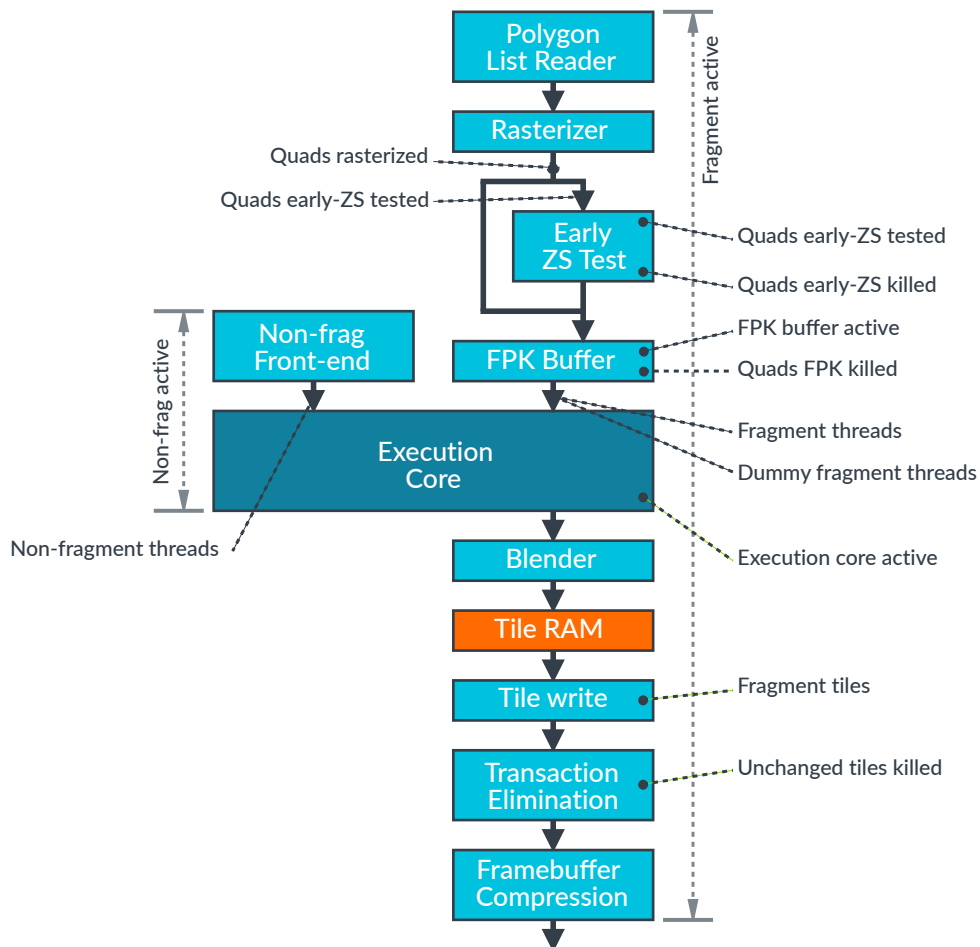 Polygon
List Reader
Fragment active
Rasterizer
Quads rasterized
Quads early-ZS tested
Early
ZS Test
Quads early-ZS tested
Quads early-ZS killed
Non-frag active
Non-frag
Front-end
FPK Buffer
FPK buffer active
Quads FPK killed
Fragment threads
Dummy fragment threads
Execution
Core
Non-fragment threads
Execution core active
Blender
Tile RAM
Tile write
Fragment tiles
Transaction
Elimination
Unchanged tiles killed
Framebuffer
Compression